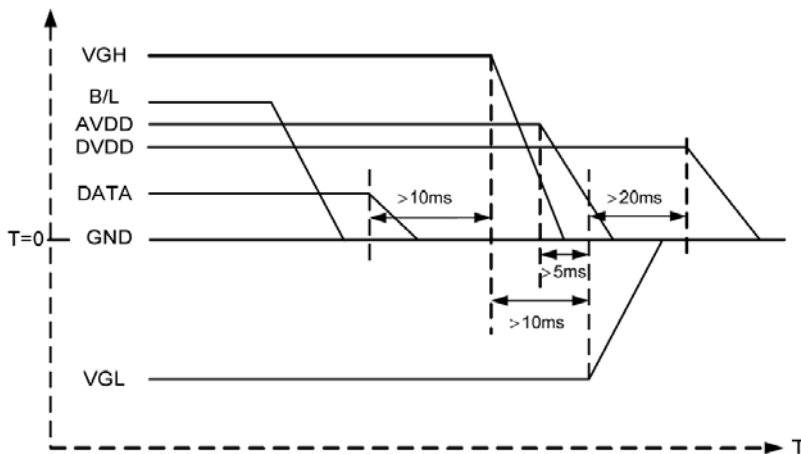 VGH
B/L
AVDD
DVDD
DATA
>10ms
>20ms
T=0
GND
>5ms
>10ms
VGL
T